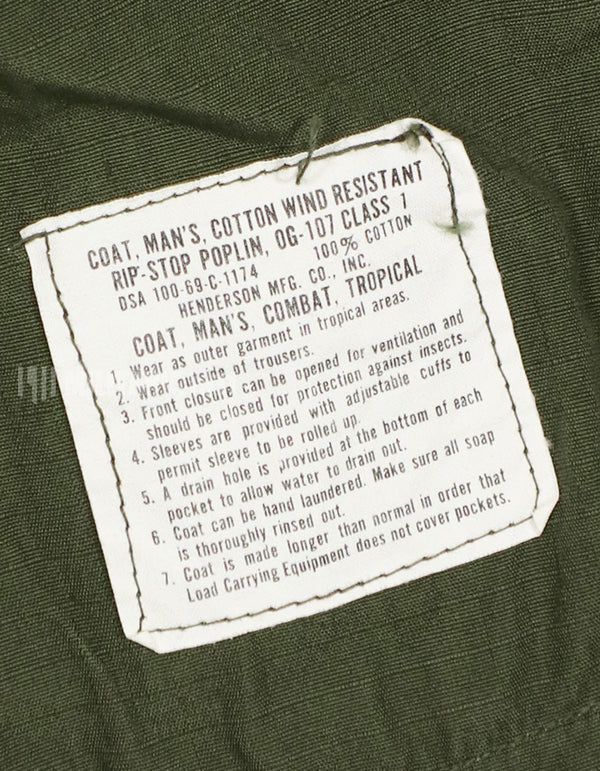 COAT, MAN'S, COTTON WIND RESISTANT
RIP-STOP POPLIN, OG-107 CLASS 1
DSA 100-69-C-1174 100% COTTON
HENDERSON MFG. CO., INC.
COAT, MAN'S, COMBAT, TROPICAL
1. Wear as outer garment in tropical areas.
2. Wear outside of trousers.
3. Front closure can be opened for ventilation and
should be closed for protection against insects.
4. Sleeves are provided with adjustable cuffs to
permit sleeve to be rolled up.
5. A drain hole is provided at the bottom of each
pocket to allow water to drain out.
6. Coat can be hand laundered. Make sure all soap
is thoroughly rinsed out.
7. Coat is made longer than normal in order that
Load Carrying Equipment does not cover pockets.